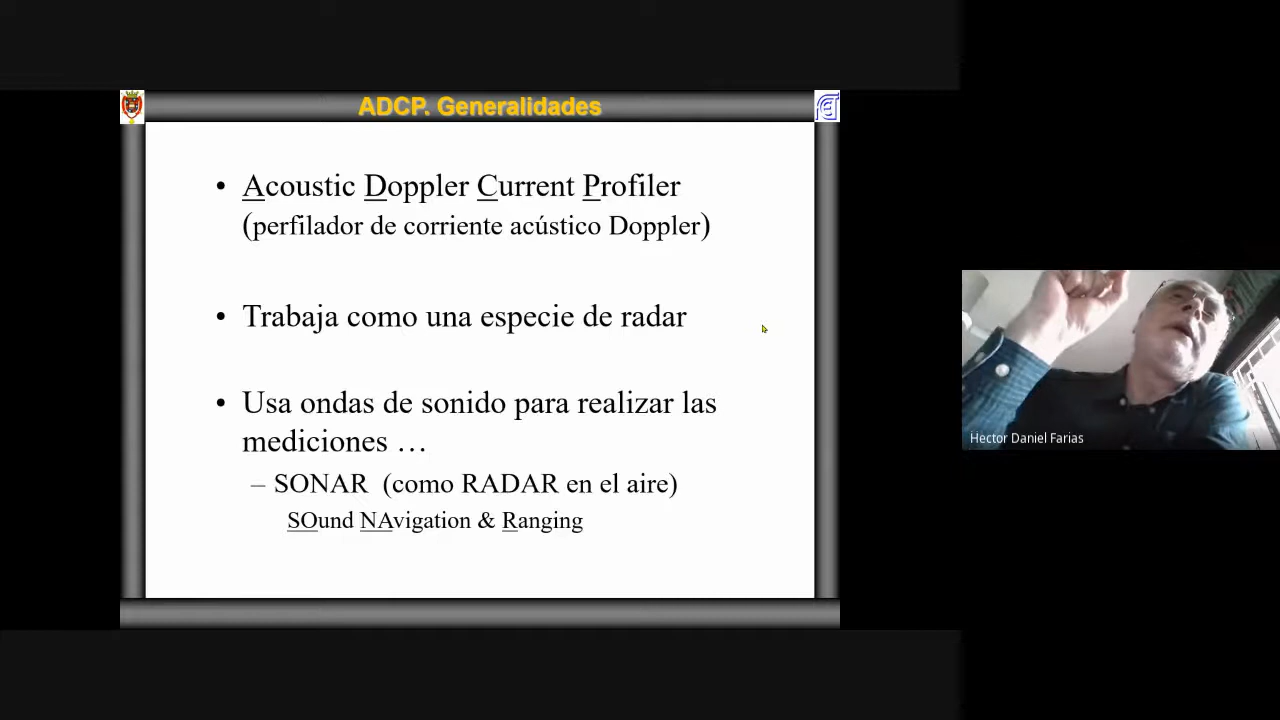 ADCP. Generalidades
• Acoustic Doppler Current Profiler
(perfilador de corriente acústico Doppler)
• Trabaja como una especie de radar
• Usa ondas de sonido para realizar las
mediciones …
– SONAR (como RADAR en el aire)
SOund NAvigation & Ranging
Hector Daniel Farias